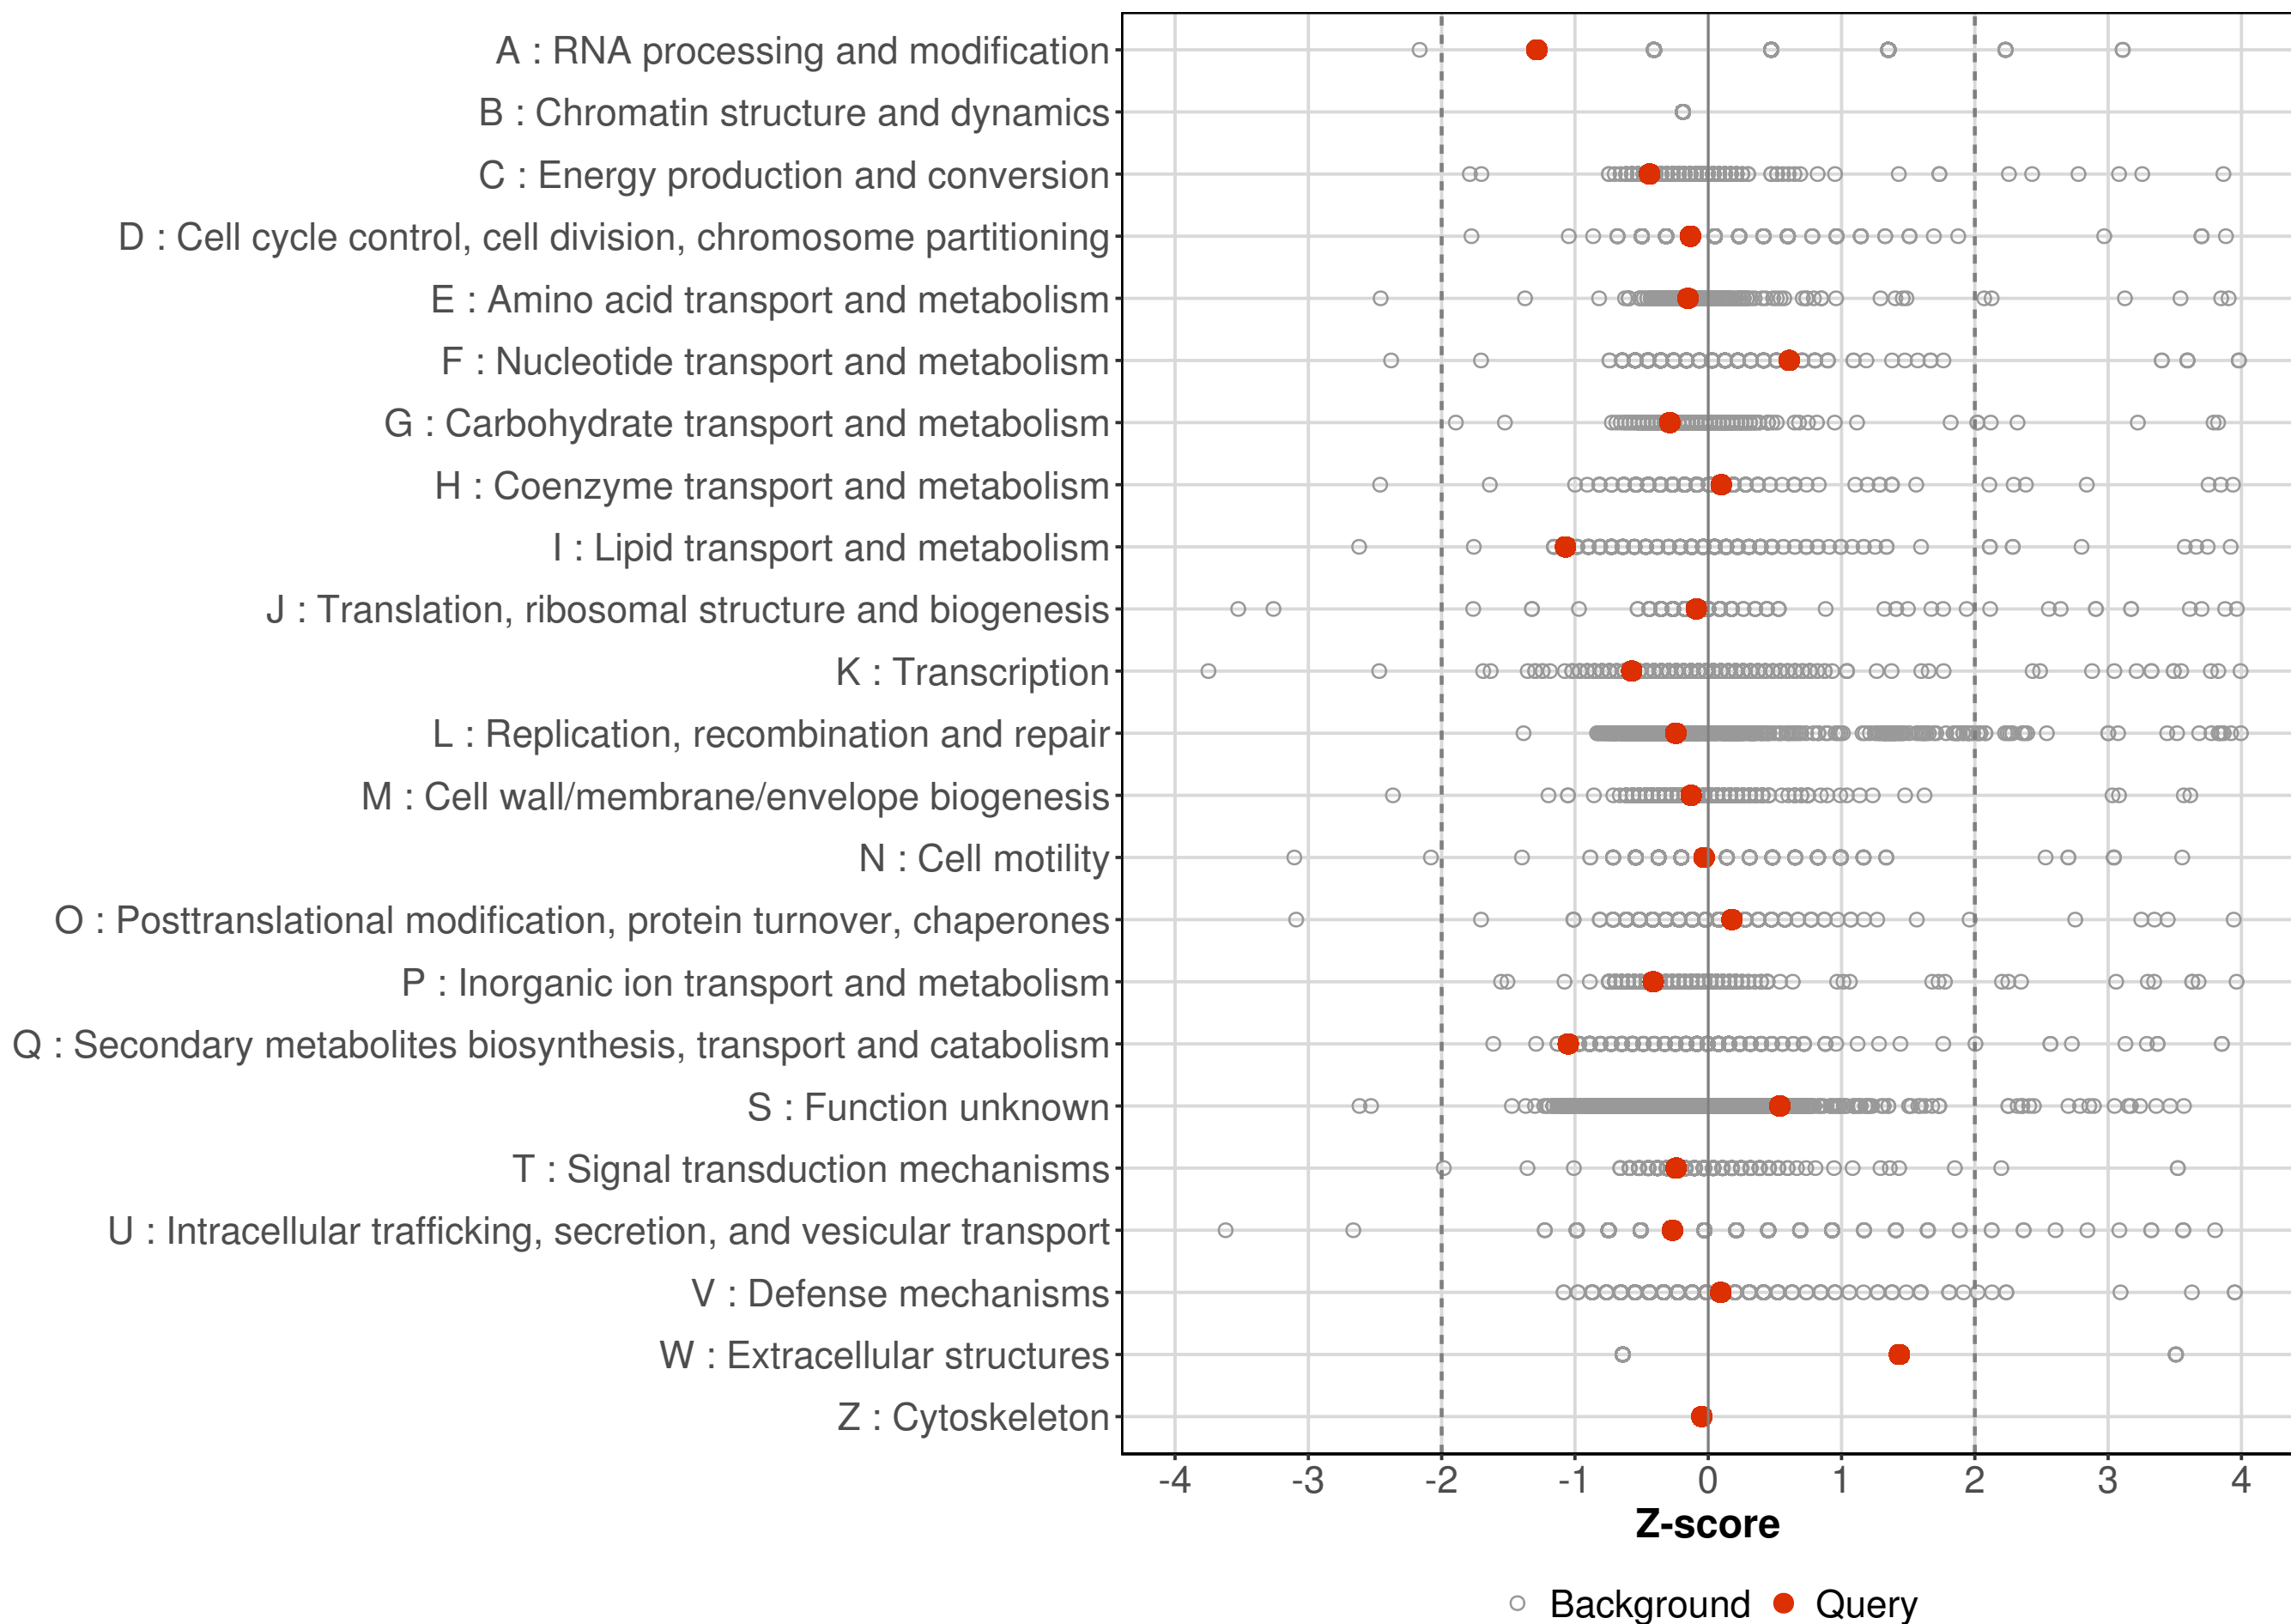 A : RNA processing and modification
B : Chromatin structure and dynamics
C : Energy production and conversion
D : Cell cycle control, cell division, chromosome partitioning
E : Amino acid transport and metabolism
F : Nucleotide transport and metabolism
G : Carbohydrate transport and metabolism
H : Coenzyme transport and metabolism
I : Lipid transport and metabolism
J : Translation, ribosomal structure and biogenesis
K : Transcription
L : Replication, recombination and repair
M : Cell wall/membrane/envelope biogenesis
N : Cell motility
O : Posttranslational modification, protein turnover, chaperones
P : Inorganic ion transport and metabolism
Q : Secondary metabolites biosynthesis, transport and catabolism
S : Function unknown
T : Signal transduction mechanisms
U : Intracellular trafficking, secretion, and vesicular transport
V : Defense mechanisms
W : Extracellular structures
Z : Cytoskeleton
-4 -3 -2 -1 0 1 2 3 4
Z-score
Background Query